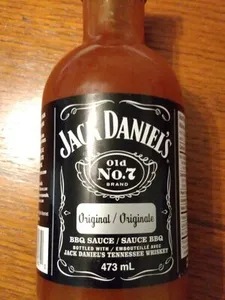 JACK DANIEL'S
Old
No.7
BRAND
Original / Originale
BBQ SAUCE / SAUCE BBQ
BOTTLED WITH / EMBOUTEILLÉ AVEC
JACK DANIEL'S TENNESSEE WHISKEY
473 mL